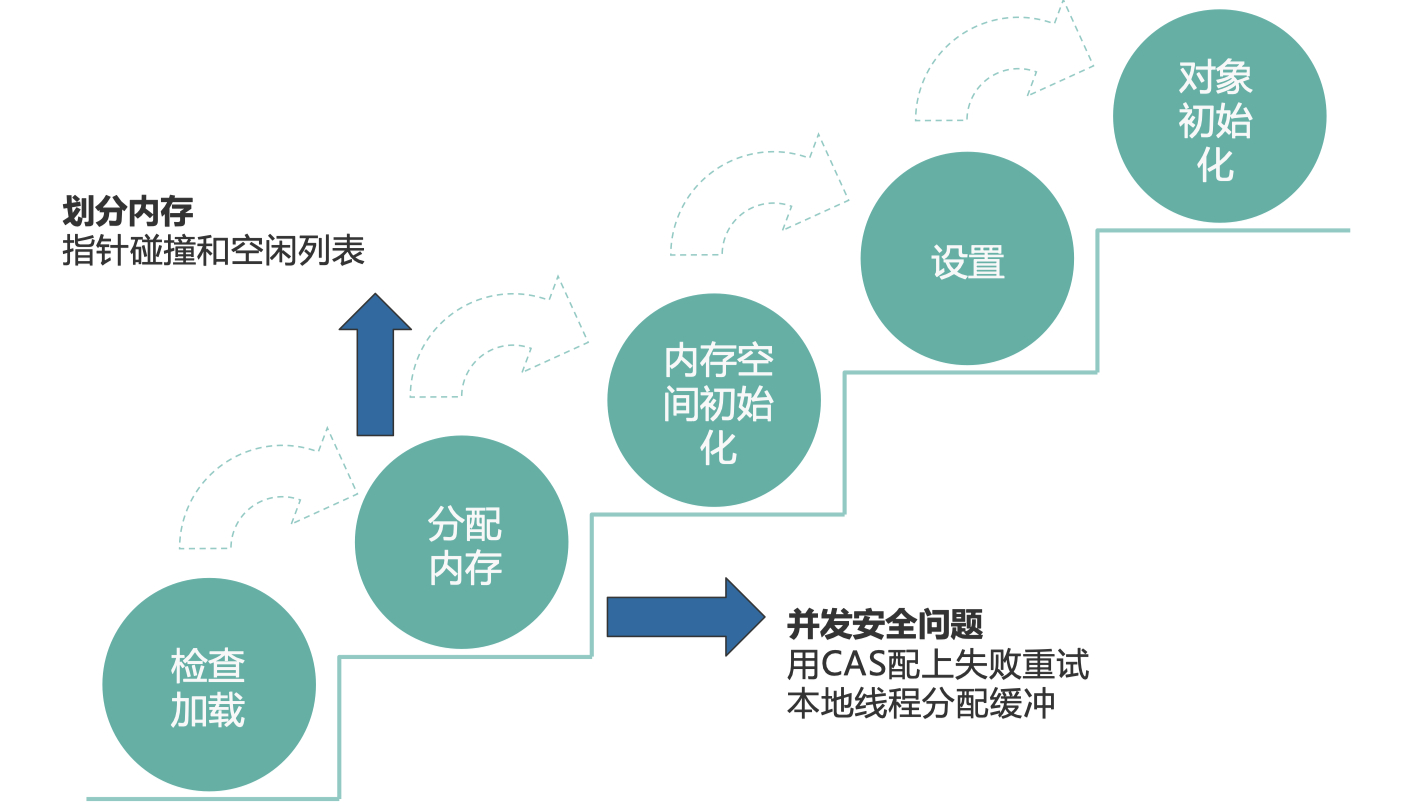 对象
初始
化
划分内存
指针碰撞和空闲列表
设置
内存空
间初始
化
分配
内存
并发安全问题
用CAS配上失败重试
本地线程分配缓冲
检查
加载